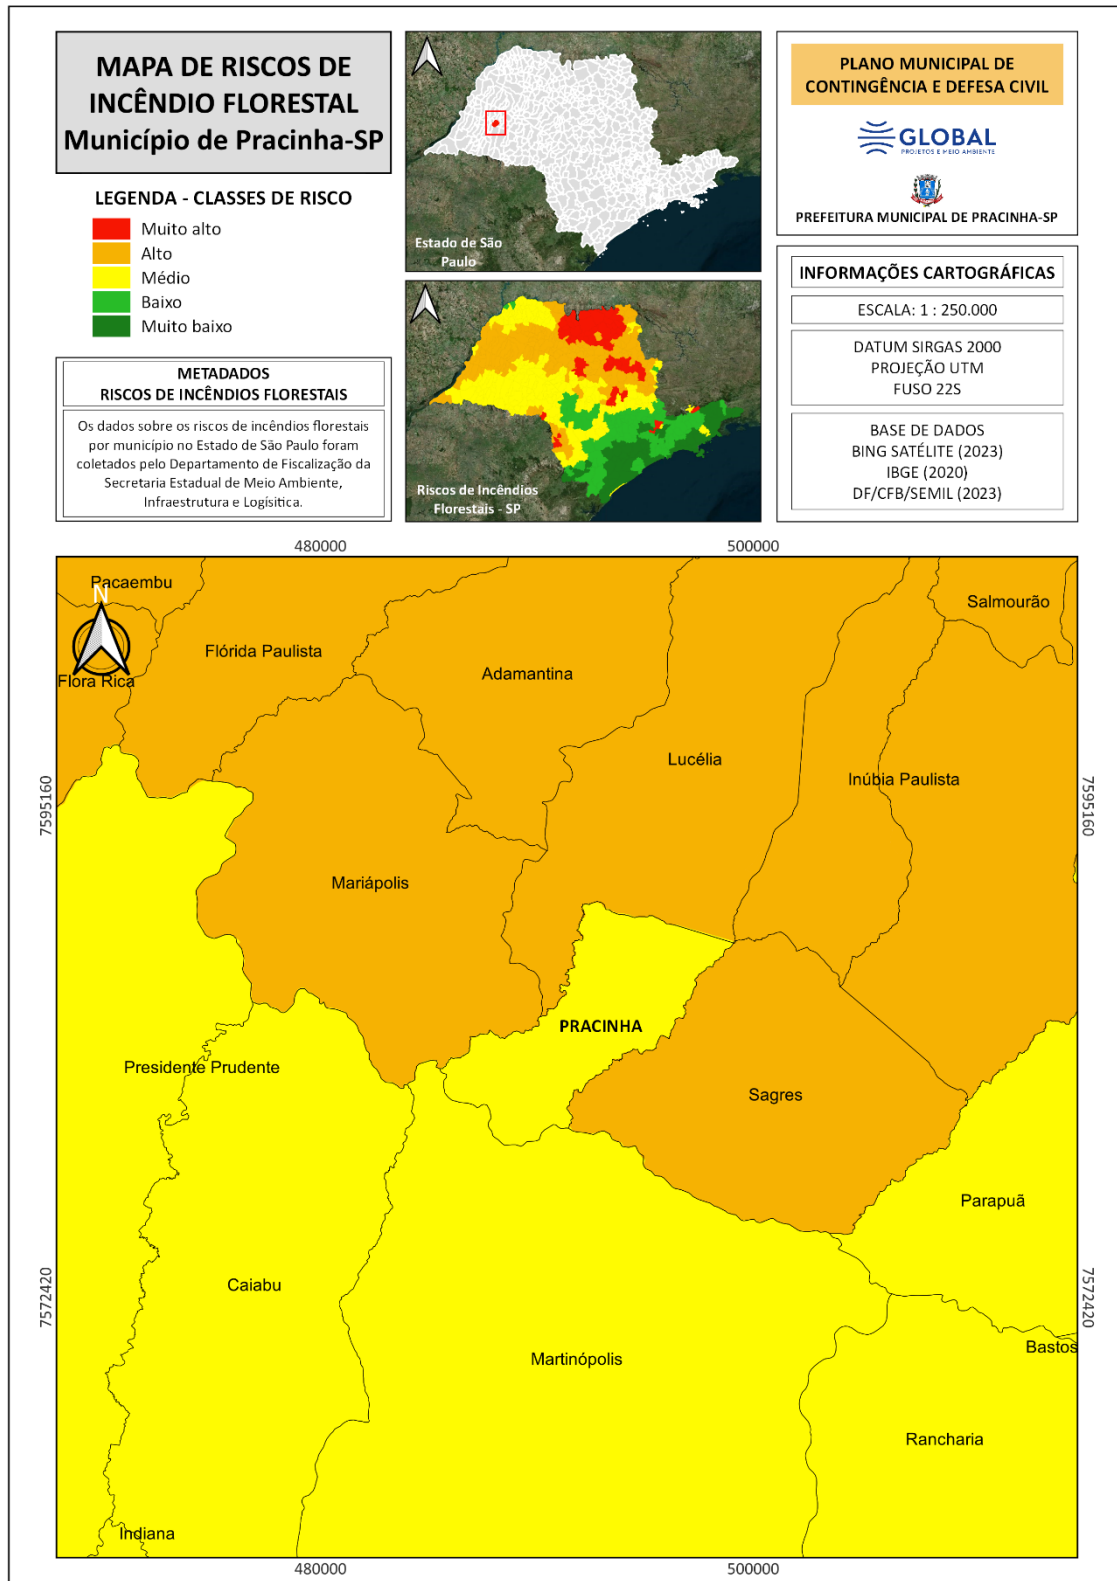 MAPA DE RISCOS DE
INCÊNDIO FLORESTAL
Município de Pracinha-SP
LEGENDA - CLASSES DE RISCO
Muito alto
Alto
Médio
Baixo
Muito baixo
METADADOS
RISCOS DE INCÊNDIOS FLORESTAIS
Os dados sobre os riscos de incêndios florestais
por município no Estado de São Paulo foram
coletados pelo Departamento de Fiscalização da
Secretaria Estadual de Meio Ambiente,
Infraestrutura e Logísitica.
Estado de São
Paulo
Riscos de Incêndios
Florestais - SP
PLANO MUNICIPAL DE
CONTINGÊNCIA E DEFESA CIVIL
GLOBAL
PROJETOS E MEIO AMBIENTE
PREFEITURA MUNICIPAL DE PRACINHA-SP
INFORMAÇÕES CARTOGRÁFICAS
ESCALA: 1 : 250.000
DATUM SIRGAS 2000
PROJEÇÃO UTM
FUSO 22S
BASE DE DADOS
BING SATÉLITE (2023)
IBGE (2020)
DF/CFB/SEMIL (2023)
480000
500000
Pacaembu
N
Salmourão
Flórida Paulista
Adamantina
Flora Rica
Lucélia
Inúbia Paulista
7595160
7595160
Mariápolis
PRACINHA
Presidente Prudente
Sagres
Parapuã
Caiabu
7572420
7572420
Bastos
Martinópolis
Rancharia
Indiana
480000
500000